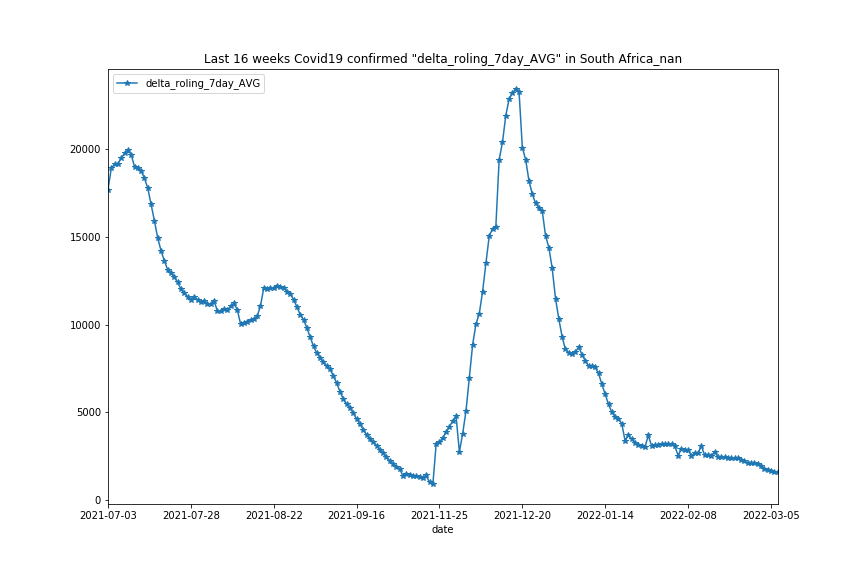 Last 16 weeks Covid19 confirmed "delta_roling_7day_AVG" in South Africa_nan
delta_roling_7day_AVG
20000
15000
10000
5000
0
2021-07-03 2021-07-28 2021-08-22 2021-09-16 2021-11-25 2021-12-20 2022-01-14 2022-02-08 2022-03-05
date